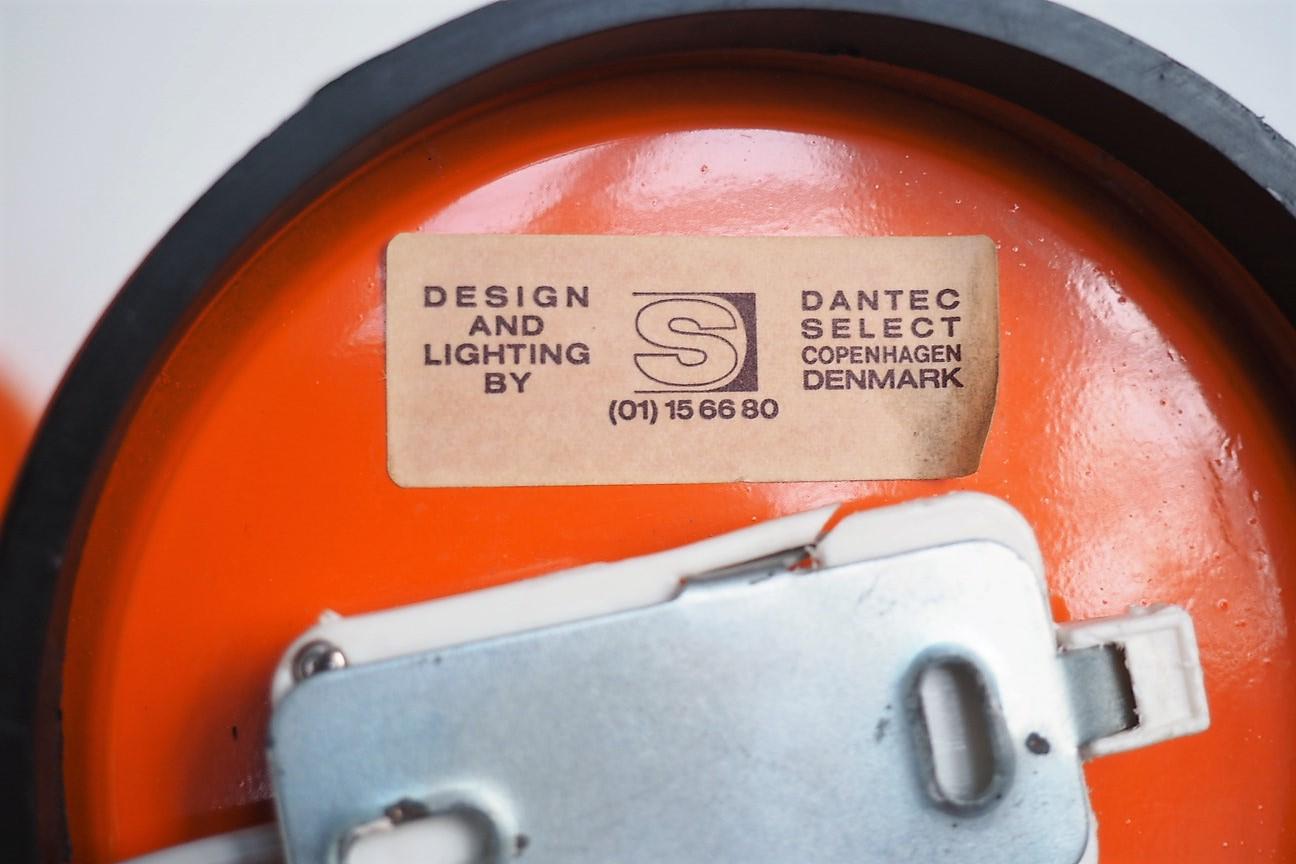 DESIGN
AND
LIGHTING
BY
S
(01) 15 66 80
DANTEC
SELECT
COPENHAGEN
DENMARK